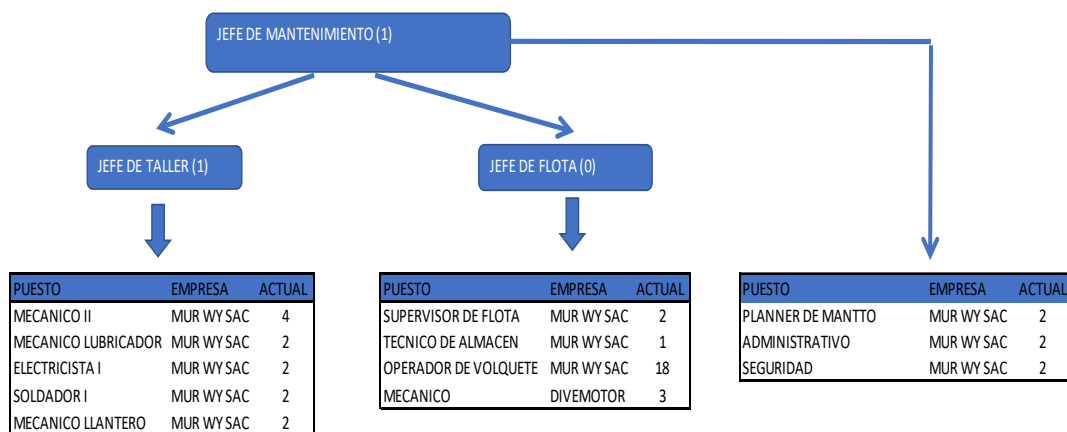 JEFE DE MANTENIMIENTO (1)
JEFE DE TALLER (1)
JEFE DE FLOTA (0)
PUESTO EMPRESA ACTUAL
MECANICO II MUR WY SAC 4
MECANICO LUBRICADOR MUR WY SAC 2
ELECTRICISTA I MUR WY SAC 2
SOLDADOR I MUR WY SAC 2
MECANICO LLANTERO MUR WY SAC 2
PUESTO EMPRESA ACTUAL
SUPERVISOR DE FLOTA MUR WY SAC 2
TECNICO DE ALMACEN MUR WY SAC 1
OPERADOR DE VOLQUETE MUR WY SAC 18
MECANICO DIVEMOTOR 3
PUESTO EMPRESA ACTUAL
PLANNER DE MANTTO MUR WY SAC 2
ADMINISTRATIVO MUR WY SAC 2
SEGURIDAD MUR WY SAC 2